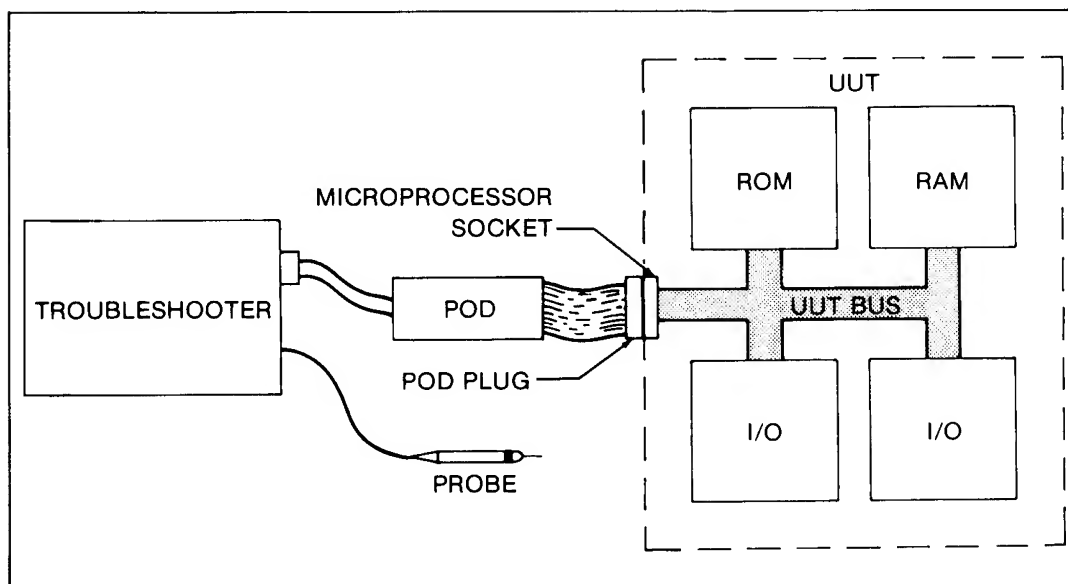 UUT
ROM
RAM
MICROPROCESSOR
SOCKET
TROUBLESHOOTER
POD
UUT BUS
POD PLUG
I/O
I/O
PROBE